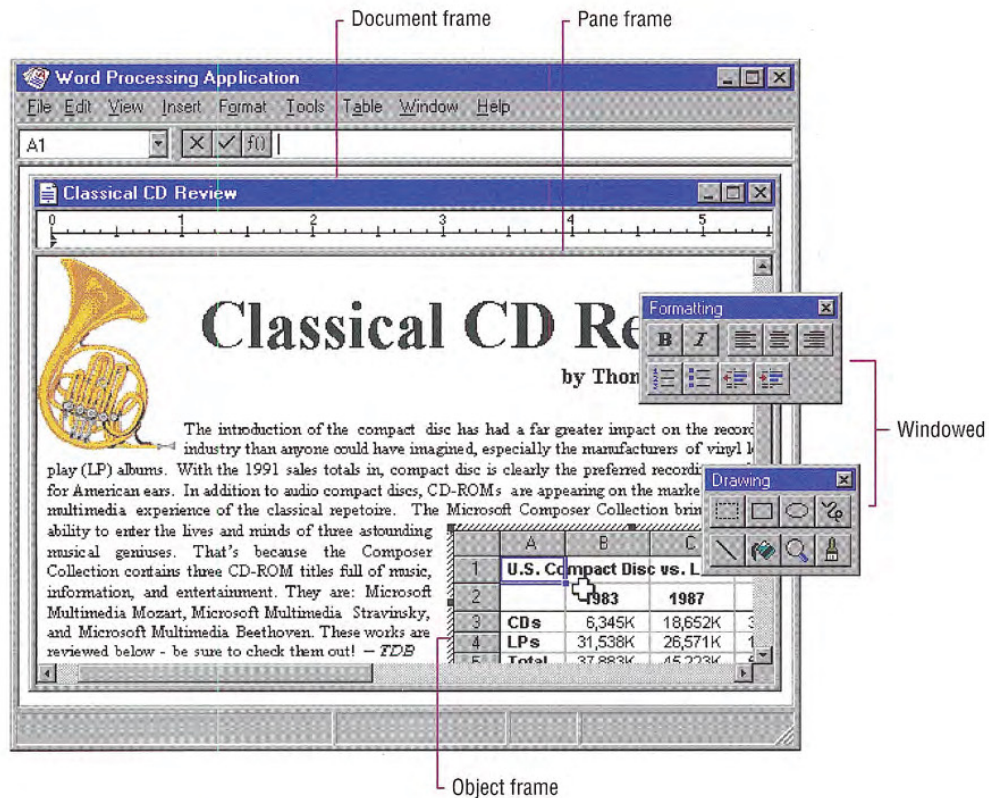 Document frame
Pane frame
Word Processing Application
File Edit View Insert Format Tools Table Window Help
A1
f()
Classical CD Review
0 1 2 3 4 5
Classical CD Re
by Thon
Formatting
B I
Windowed
The introduction of the compact disc has had a far greater impact on the record
industry than anyone could have imagined, especially the manufacturers of vinyl
play (LP) albums. With the 1991 sales totals in, compact disc is clearly the preferred recordi
for American ears. In addition to audio compact discs, CD-ROMs are appearing on the marke
multimedia experience of the classical repetoire. The Microsoft Composer Collection brin
Drawing
ability to enter the lives and minds of three astounding
musical geniuses. That's because the Composer
Collection contains three CD-ROM titles full of music,
information, and entertainment. They are: Microsoft
Multimedia Mozart, Microsoft Multimedia Stravinsky,
and Microsoft Multimedia Beethoven. These works are
reviewed below - be sure to check them out! – TDB
A B C
1 U.S. Compact Disc vs. L
2 1983 1987
3 CDs 6,345K 18,652K 3
4 LPs 31,538K 26,571K 1
5 Total 37,883K 45,223K
Object frame